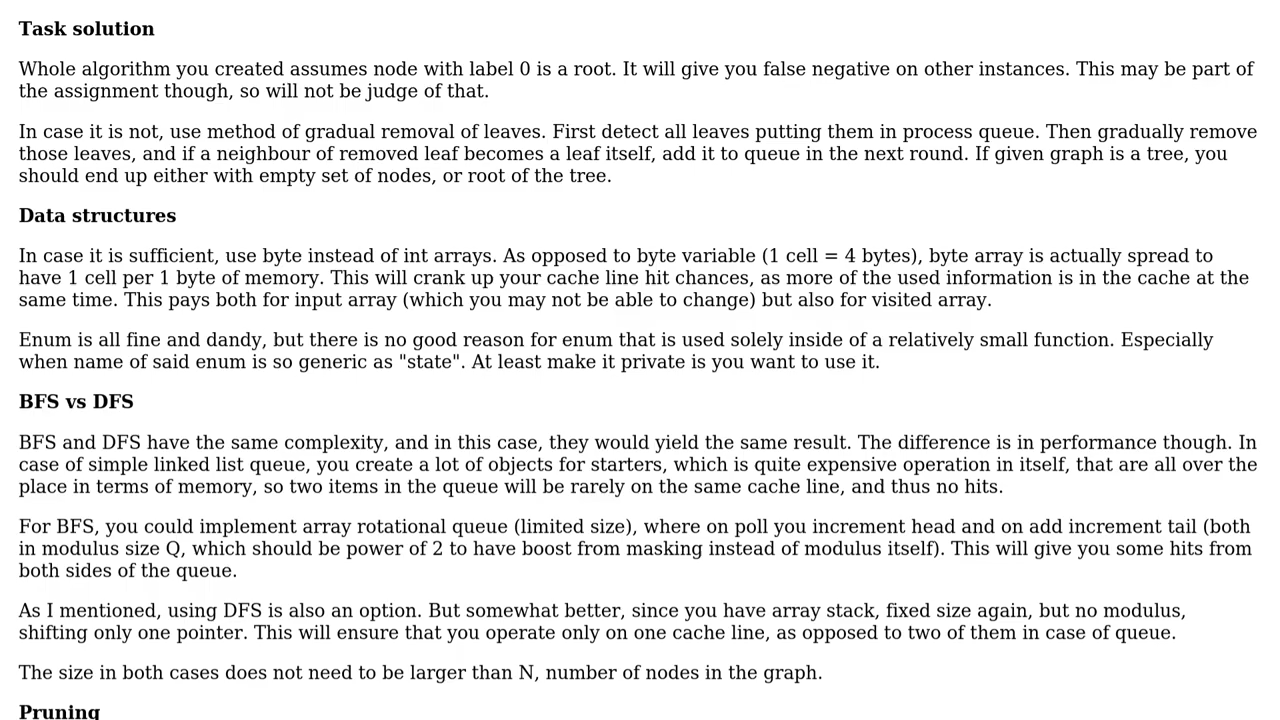 Task solution
Whole algorithm you created assumes node with label 0 is a root. It will give you false negative on other instances. This may be part of
the assignment though, so will not be judge of that.
In case it is not, use method of gradual removal of leaves. First detect all leaves putting them in process queue. Then gradually remove
those leaves, and if a neighbour of removed leaf becomes a leaf itself, add it to queue in the next round. If given graph is a tree, you
should end up either with empty set of nodes, or root of the tree.
Data structures
In case it is sufficient, use byte instead of int arrays. As opposed to byte variable (1 cell = 4 bytes), byte array is actually spread to
have 1 cell per 1 byte of memory. This will crank up your cache line hit chances, as more of the used information is in the cache at the
same time. This pays both for input array (which you may not be able to change) but also for visited array.
Enum is all fine and dandy, but there is no good reason for enum that is used solely inside of a relatively small function. Especially
when name of said enum is so generic as "state". At least make it private is you want to use it.
BFS vs DFS
BFS and DFS have the same complexity, and in this case, they would yield the same result. The difference is in performance though. In
case of simple linked list queue, you create a lot of objects for starters, which is quite expensive operation in itself, that are all over the
place in terms of memory, so two items in the queue will be rarely on the same cache line, and thus no hits.
For BFS, you could implement array rotational queue (limited size), where on poll you increment head and on add increment tail (both
in modulus size Q, which should be power of 2 to have boost from masking instead of modulus itself). This will give you some hits from
both sides of the queue.
As I mentioned, using DFS is also an option. But somewhat better, since you have array stack, fixed size again, but no modulus,
shifting only one pointer. This will ensure that you operate only on one cache line, as opposed to two of them in case of queue.
The size in both cases does not need to be larger than N, number of nodes in the graph.
Pruning